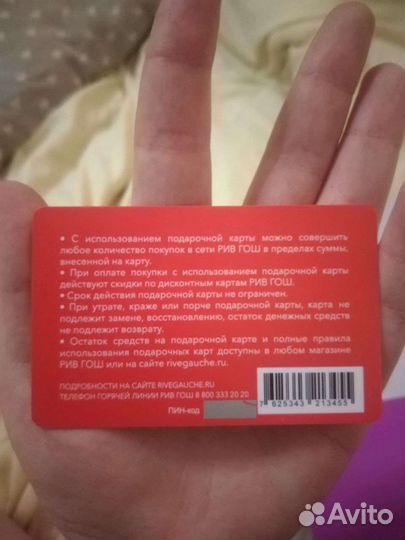 • С использованием подарочной карты можно совершить
любое количество покупок в сети РИВ ГОШ в пределах суммы,
внесенной на карту.
• При оплате покупки с использованием подарочной карты
действуют скидки по дисконтным картам РИВ ГОШ.
• Срок действия подарочной карты не ограничен.
• При утрате, краже или порче подарочной карты, карта не
подлежит замене, восстановлению, остаток денежных средств
не подлежит возврату.
• Остаток средств на подарочной карте и полные правила
использования подарочных карт доступны в любом магазине
РИВ ГОШ или на сайте rivegauche.ru.
ПОДРОБНОСТИ НА САЙТЕ RIVEGAUCHE.RU
ТЕЛЕФОН ГОРЯЧЕЙ ЛИНИИ РИВ ГОШ 8 800 333 20 20
ПИН-код
7 625343 213455
Avito